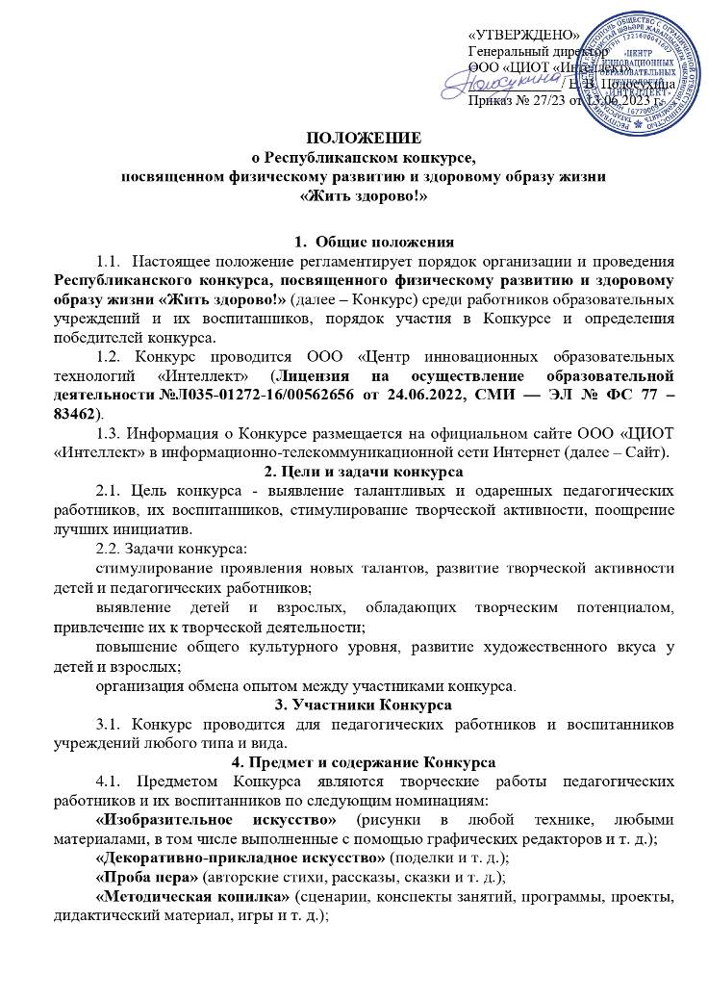 «УТВЕРЖДЕНО»
Генеральный директор
ООО «ЦИОТ «Интеллект»
/ Е. В. Полосухина
Приказ № 27/23 от 13.06.2023 г.
«ЦЕНТР
ИННОВАЦИОННЫХ
ОБРАЗОВАТЕЛЬНЫХ
ТЕХНОЛОГИЙ
«ИНТЕЛЛЕКТ»
ПОЛОЖЕНИЕ
о Республиканском конкурсе,
посвященном физическому развитию и здоровому образу жизни
«Жить здорово!»
1. Общие положения
1.1. Настоящее положение регламентирует порядок организации и проведения
Республиканского конкурса, посвященного физическому развитию и здоровому
образу жизни «Жить здорово!» (далее – Конкурс) среди работников образовательных
учреждений и их воспитанников, порядок участия в Конкурсе и определения
победителей конкурса.
1.2. Конкурс проводится ООО «Центр инновационных образовательных
технологий «Интеллект» (Лицензия на осуществление образовательной
деятельности №Л035-01272-16/00562656 от 24.06.2022, СМИ — ЭЛ № ФС 77 –
83462).
1.3. Информация о Конкурсе размещается на официальном сайте ООО «ЦИОТ
«Интеллект» в информационно-телекоммуникационной сети Интернет (далее – Сайт).
2. Цели и задачи конкурса
2.1. Цель конкурса - выявление талантливых и одаренных педагогических
работников, их воспитанников, стимулирование творческой активности, поощрение
лучших инициатив.
2.2. Задачи конкурса:
стимулирование проявления новых талантов, развитие творческой активности
детей и педагогических работников;
выявление детей и взрослых, обладающих творческим потенциалом,
привлечение их к творческой деятельности;
повышение общего культурного уровня, развитие художественного вкуса у
детей и взрослых;
организация обмена опытом между участниками конкурса.
3. Участники Конкурса
3.1. Конкурс проводится для педагогических работников и воспитанников
учреждений любого типа и вида.
4. Предмет и содержание Конкурса
4.1. Предметом Конкурса являются творческие работы педагогических
работников и их воспитанников по следующим номинациям:
«Изобразительное искусство» (рисунки в любой технике, любыми
материалами, в том числе выполненные с помощью графических редакторов и т. д.);
«Декоративно-прикладное искусство» (поделки и т. д.);
«Проба пера» (авторские стихи, рассказы, сказки и т. д.);
«Методическая копилка» (сценарии, конспекты занятий, программы, проекты,
дидактический материал, игры и т. д.);